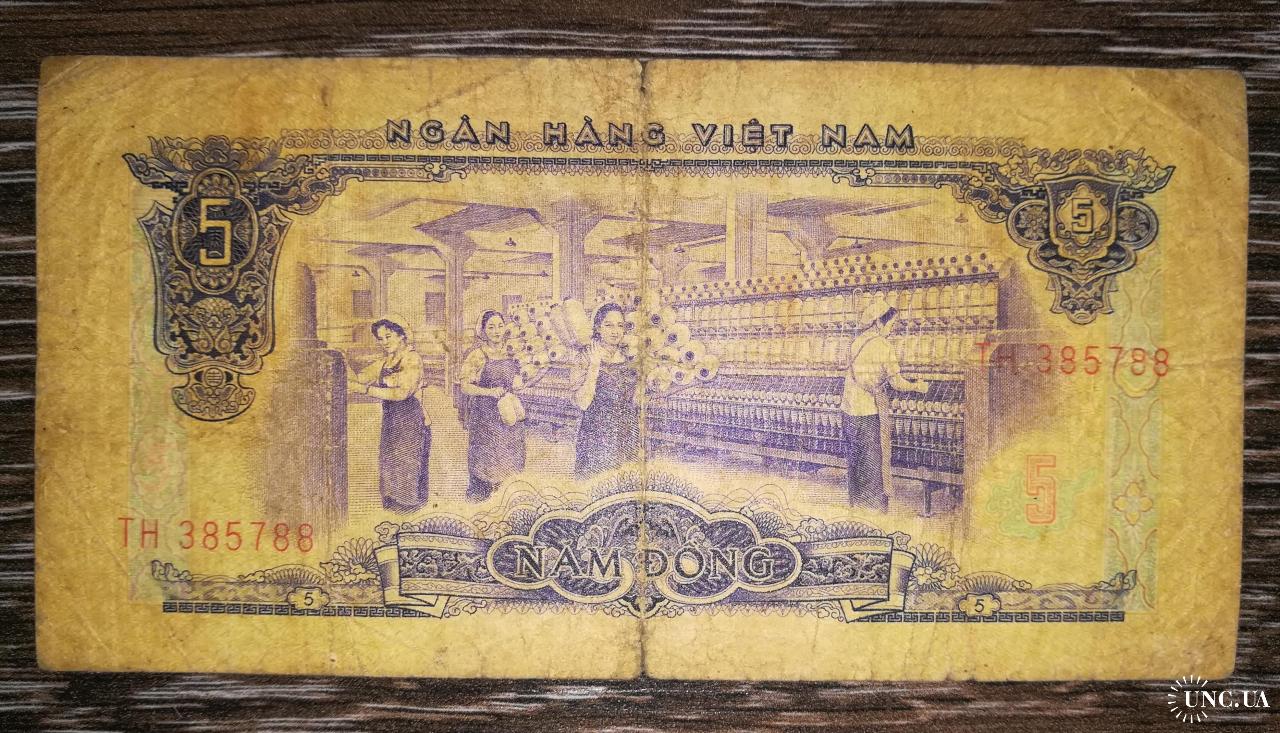 NGÂN HÀNG VIỆT NAM
5
5
TH 385788
5
TH 385788
NĂM ĐỒNG
5
5
UNC.UA